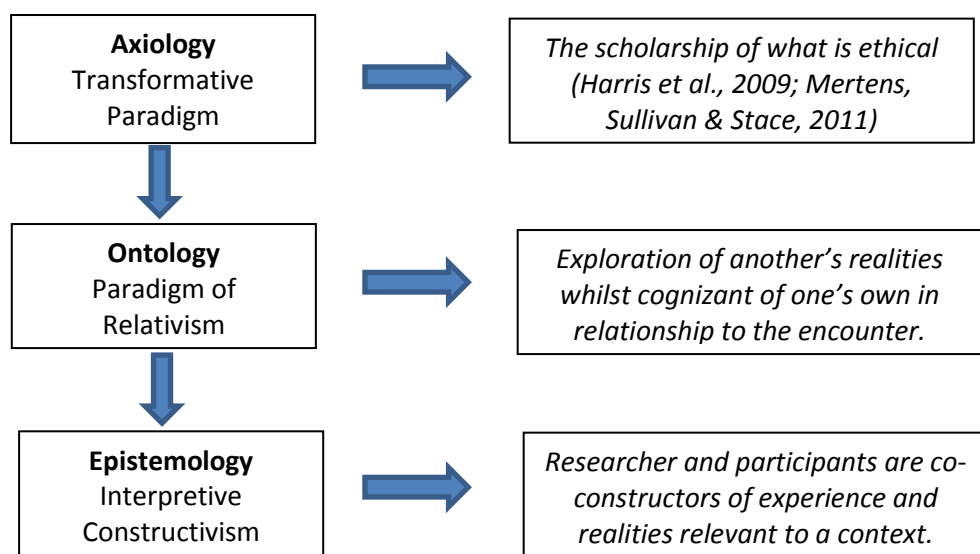 Axiology
Transformative
Paradigm
The scholarship of what is ethical
(Harris et al., 2009; Mertens,
Sullivan & Stace, 2011)
Ontology
Paradigm of
Relativism
Exploration of another’s realities
whilst cognizant of one’s own in
relationship to the encounter.
Epistemology
Interpretive
Constructivism
Researcher and participants are co-
constructors of experience and
realities relevant to a context.